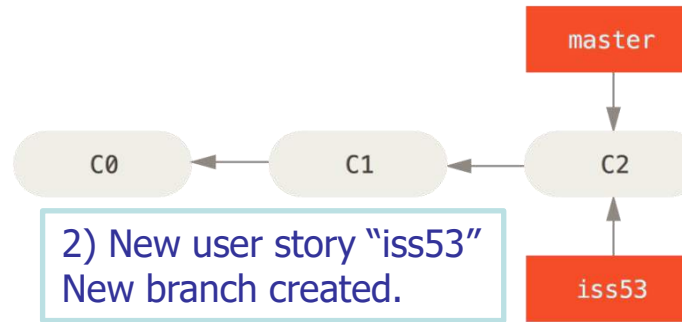 master
C0
C1
C2
2) New user story “iss53”
New branch created.
iss53